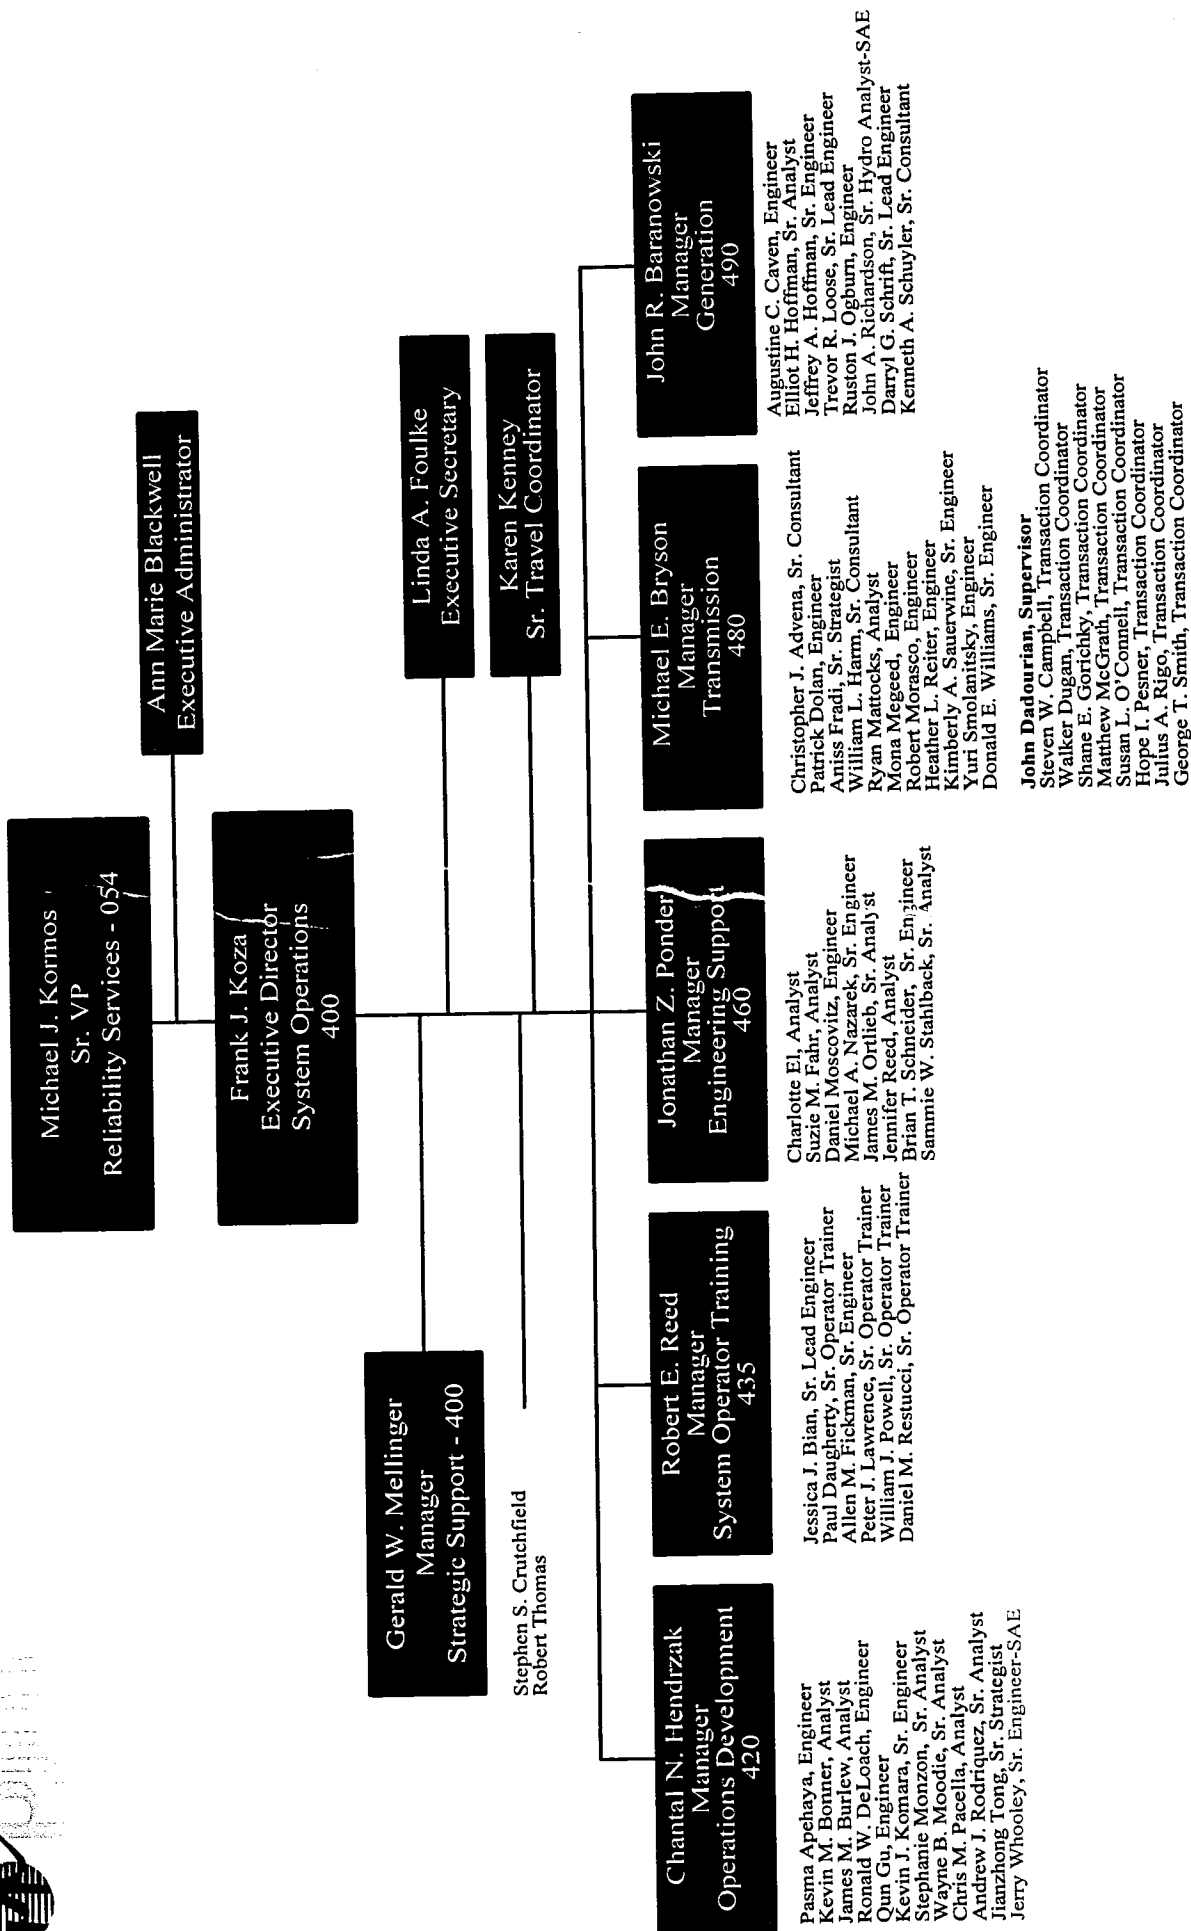 Michael J. Kormos
Sr. VP
Reliability Services - 054
Ann Marie Blackwell
Executive Administrator
Frank J. Koza
Executive Director
System Operations
400
Gerald W. Mellinger
Manager
Strategic Support - 400
Linda A. Foulke
Executive Secretary
Stephen S. Crutchfield
Robert Thomas
Karen Kenney
Sr. Travel Coordinator
Chantal N. Hendrzak
Manager
Operations Development
420
Pasma Apehaya, Engineer
Kevin M. Bonner, Analyst
James M. Burlew, Analyst
Ronald W. DeLoach, Engineer
Qun Gu, Engineer
Kevin J. Komara, Sr. Engineer
Stephanie Monzon, Sr. Analyst
Wayne B. Moodie, Sr. Analyst
Chris M. Pacella, Analyst
Andrew J. Rodriquez, Sr. Analyst
Jianzhong Tong, Sr. Strategist
Jerry Whooley, Sr. Engineer-SAE
Robert E. Reed
Manager
System Operator Training
435
Jessica J. Bian, Sr. Lead Engineer
Paul Daugherty, Sr. Operator Trainer
Allen M. Fickman, Sr. Engineer
Peter J. Lawrence, Sr. Operator Trainer
William J. Powell, Sr. Operator Trainer
Daniel M. Restucci, Sr. Operator Trainer
Jonathan Z. Ponder
Manager
Engineering Support
460
Charlotte El, Analyst
Suzie M. Fahr, Analyst
Daniel Moscovitz, Engineer
Michael A. Nazarek, Sr. Engineer
James M. Ortlieb, Sr. Analyst
Jennifer Reed, Analyst
Brian T. Schneider, Sr. Engineer
Sammie W. Stahlback, Sr. Analyst
Michael E. Bryson
Manager
Transmission
480
Christopher J. Advena, Sr. Consultant
Patrick Dolan, Engineer
Aniss Fradi, Sr. Strategist
William L. Harm, Sr. Consultant
Ryan Mattocks, Analyst
Mona Megeed, Engineer
Robert Morasco, Engineer
Heather L. Reiter, Engineer
Kimberly A. Sauerwine, Sr. Engineer
Yuri Smolanitsky, Engineer
Donald E. Williams, Sr. Engineer
John Dadourian, Supervisor
Steven W. Campbell, Transaction Coordinator
Walker Dugan, Transaction Coordinator
Shane E. Gorichky, Transaction Coordinator
Matthew McGrath, Transaction Coordinator
Susan L. O'Connell, Transaction Coordinator
Hope I. Pesner, Transaction Coordinator
Julius A. Rigo, Transaction Coordinator
George T. Smith, Transaction Coordinator
John R. Baranowski
Manager
Generation
490
Augustine C. Caven, Engineer
Elliot H. Hoffman, Sr. Analyst
Jeffrey A. Hoffman, Sr. Engineer
Trevor R. Loose, Sr. Lead Engineer
Ruston J. Ogburn, Engineer
John A. Richardson, Sr. Hydro Analyst-SAE
Darryl G. Schrift, Sr. Lead Engineer
Kenneth A. Schuyler, Sr. Consultant